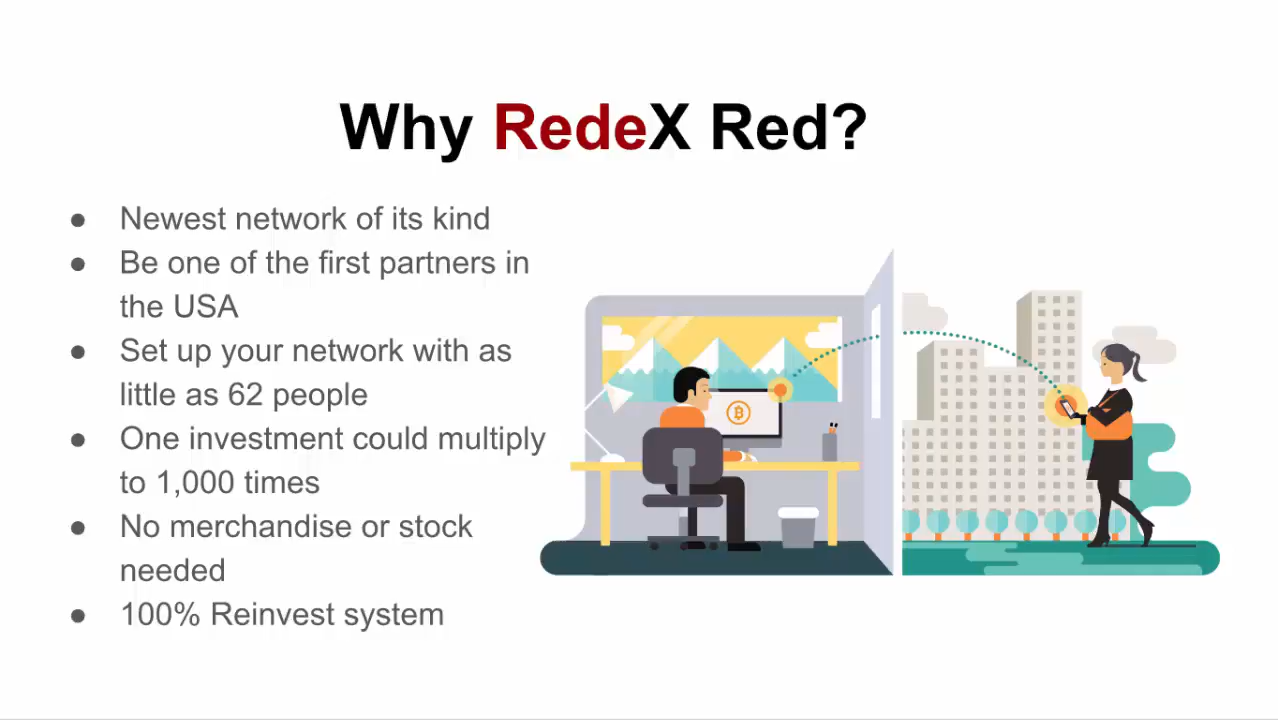 Why RedeX Red?
● Newest network of its kind
● Be one of the first partners in
the USA
● Set up your network with as
little as 62 people
● One investment could multiply
to 1,000 times
● No merchandise or stock
needed
● 100% Reinvest system